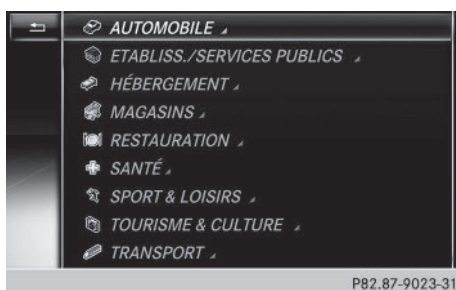 AUTOMOBILE
ETABLISS./SERVICES PUBLICS
HÉBERGEMENT
MAGASINS
RESTAURATION
SANTÉ
SPORT & LOISIRS
TOURISME & CULTURE
TRANSPORT
P82.87-9023-31